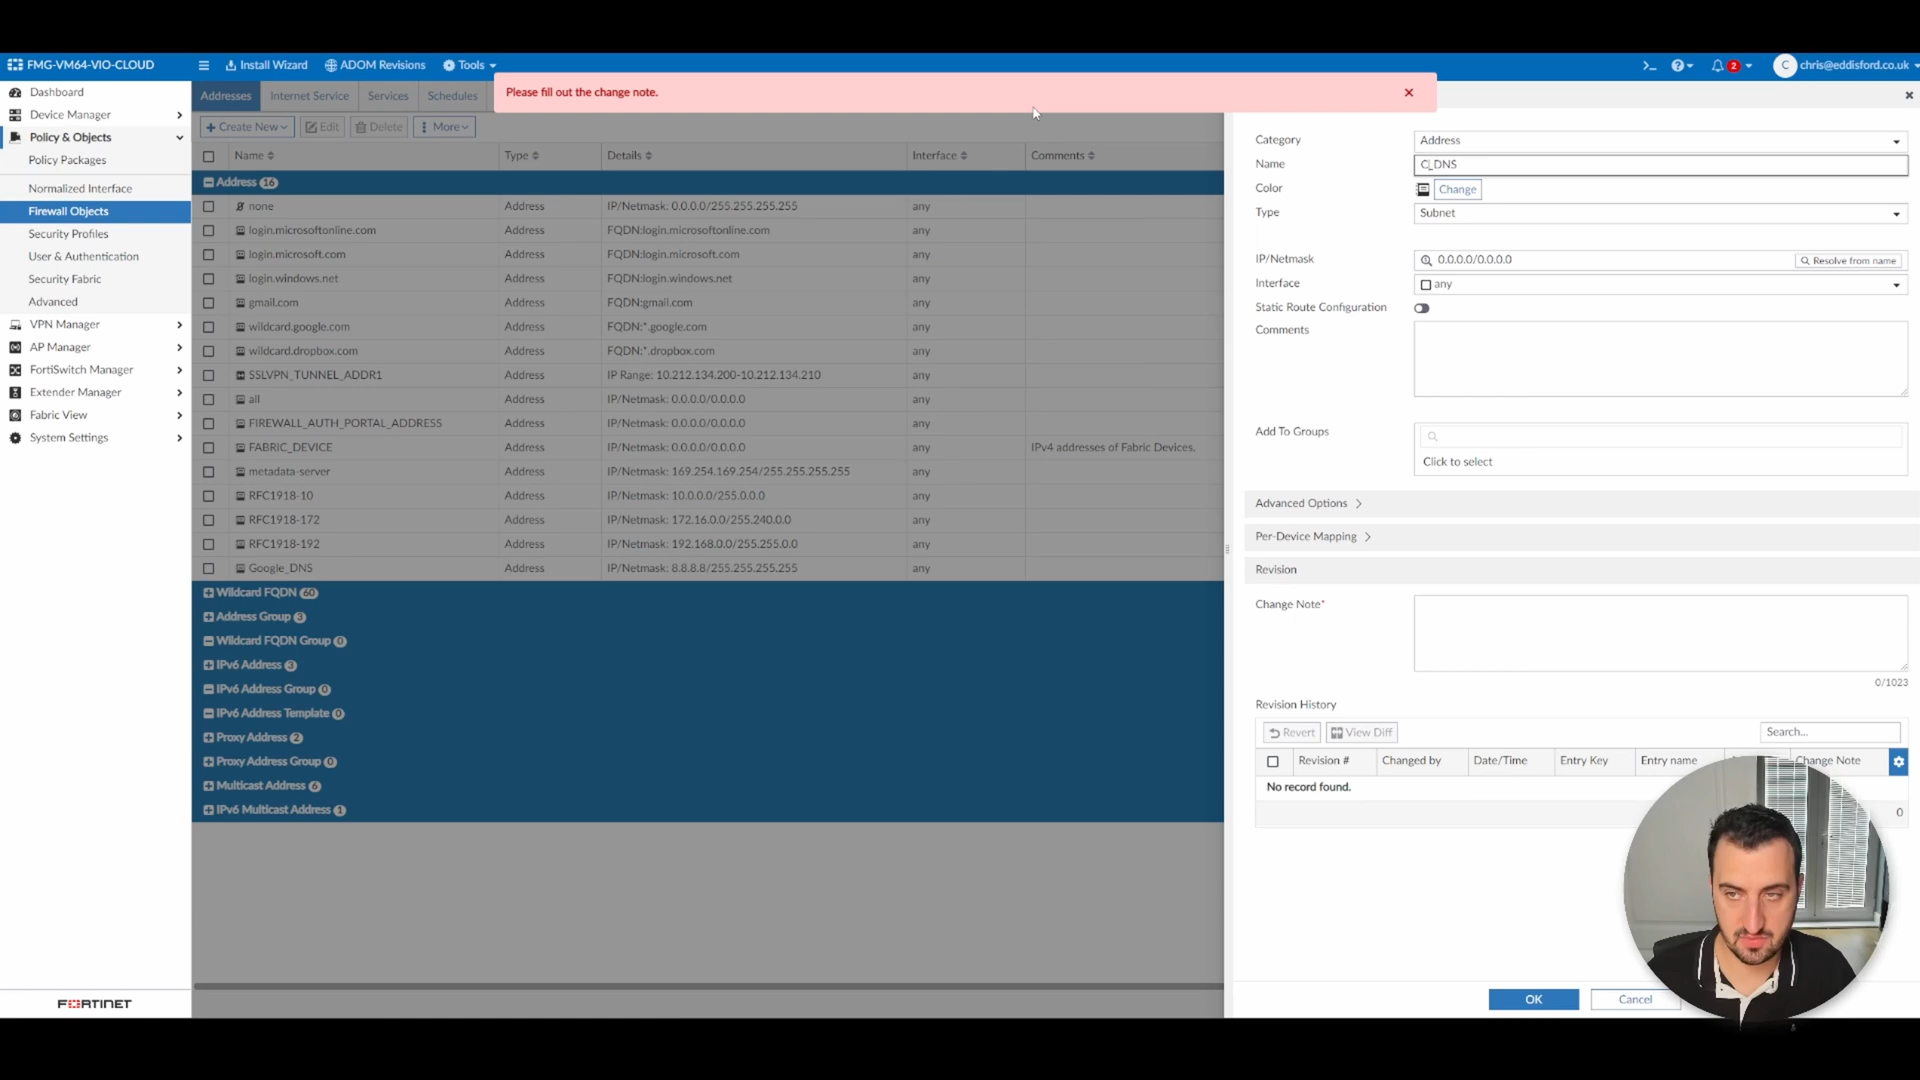 FMG-VM64-VIO-CLOUD
Install Wizard
ADOM Revisions
Tools
>_
2
C
chris@eddisford.co.uk
Please fill out the change note.
Dashboard
Device Manager
Policy & Objects
Policy Packages
Normalized Interface
Firewall Objects
Security Profiles
User & Authentication
Security Fabric
Advanced
VPN Manager
AP Manager
FortiSwitch Manager
Extender Manager
Fabric View
System Settings
FORTINET
Addresses Internet Service Services Schedules
Create New Edit Delete More
Name Type Details Interface Comments
Address 16
none Address IP/Netmask: 0.0.0.0/255.255.255.255 any
login.microsoftonline.com Address FQDN:login.microsoftonline.com any
login.microsoft.com Address FQDN:login.microsoft.com any
login.windows.net Address FQDN:login.windows.net any
gmail.com Address FQDN:gmail.com any
wildcard.google.com Address FQDN:*.google.com any
wildcard.dropbox.com Address FQDN:*.dropbox.com any
SSLVPN_TUNNEL_ADDR1 Address IP Range: 10.212.134.200-10.212.134.210 any
all Address IP/Netmask: 0.0.0.0/0.0.0.0 any
FIREWALL_AUTH_PORTAL_ADDRESS Address IP/Netmask: 0.0.0.0/0.0.0.0 any
FABRIC_DEVICE Address IP/Netmask: 0.0.0.0/0.0.0.0 any IPv4 addresses of Fabric Devices.
metadata-server Address IP/Netmask: 169.254.169.254/255.255.255.255 any
RFC1918-10 Address IP/Netmask: 10.0.0.0/255.0.0.0 any
RFC1918-172 Address IP/Netmask: 172.16.0.0/255.240.0.0 any
RFC1918-192 Address IP/Netmask: 192.168.0.0/255.255.0.0 any
Google_DNS Address IP/Netmask: 8.8.8.8/255.255.255.255 any
Wildcard FQDN 60
Address Group 3
Wildcard FQDN Group 0
IPv6 Address 3
IPv6 Address Group 0
IPv6 Address Template 0
Proxy Address 2
Proxy Address Group 0
Multicast Address 6
IPv6 Multicast Address 1
Category Address
Name C_DNS
Color Change
Type Subnet
IP/Netmask 0.0.0.0/0.0.0.0 Resolve from name
Interface any
Static Route Configuration
Comments
Add To Groups
Click to select
Advanced Options >
Per-Device Mapping >
Revision
Change Note*
0/1023
Revision History
Revert View Diff Search...
Revision # Changed by Date/Time Entry Key Entry name Change Note
No record found.
0
OK Cancel